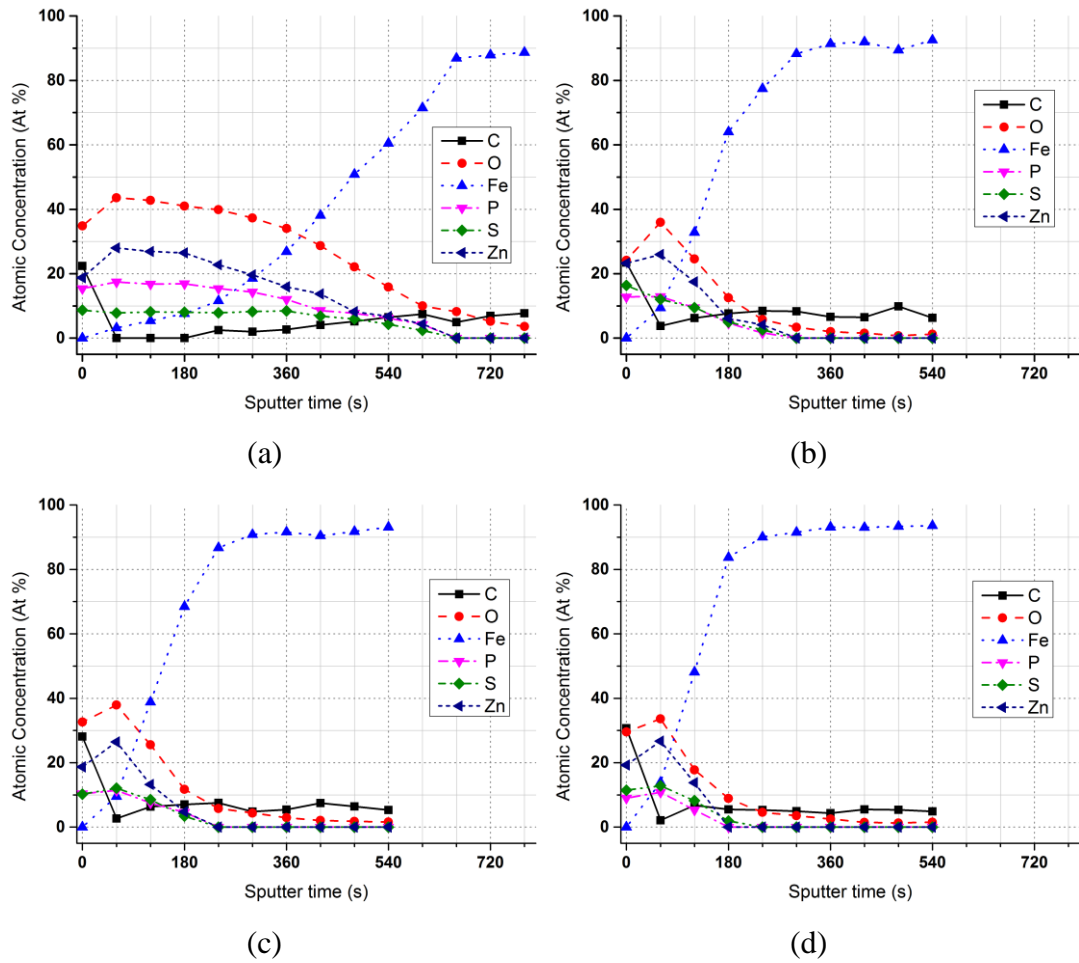 100
80
60
40
20
0
Atomic Concentration (At %)
C
O
Fe
P
S
Zn
0 180 360 540 720
Sputter time (s)
(a)
100
80
60
40
20
0
Atomic Concentration (At %)
C
O
Fe
P
S
Zn
0 180 360 540 720
Sputter time (s)
(b)
100
80
60
40
20
0
Atomic Concentration (At %)
C
O
Fe
P
S
Zn
0 180 360 540 720
Sputter time (s)
(c)
100
80
60
40
20
0
Atomic Concentration (At %)
C
O
Fe
P
S
Zn
0 180 360 540 720
Sputter time (s)
(d)